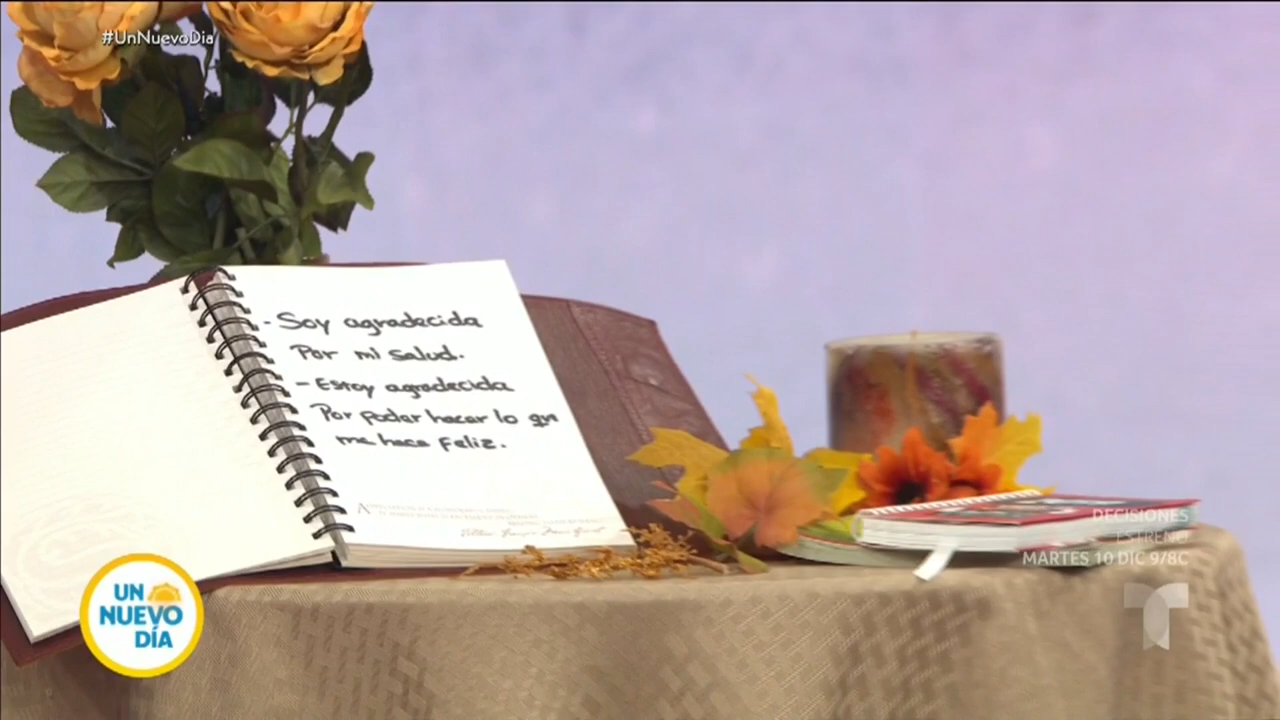 #UnNuevoDia
- Soy agradecida
Por mi salud.
- Estoy agradecida
Por poder hacer lo que
me hace Feliz.
DECISIONES
ESTRENO
MARTES 10 DIC 9/8C
UN
NUEVO
DÍA